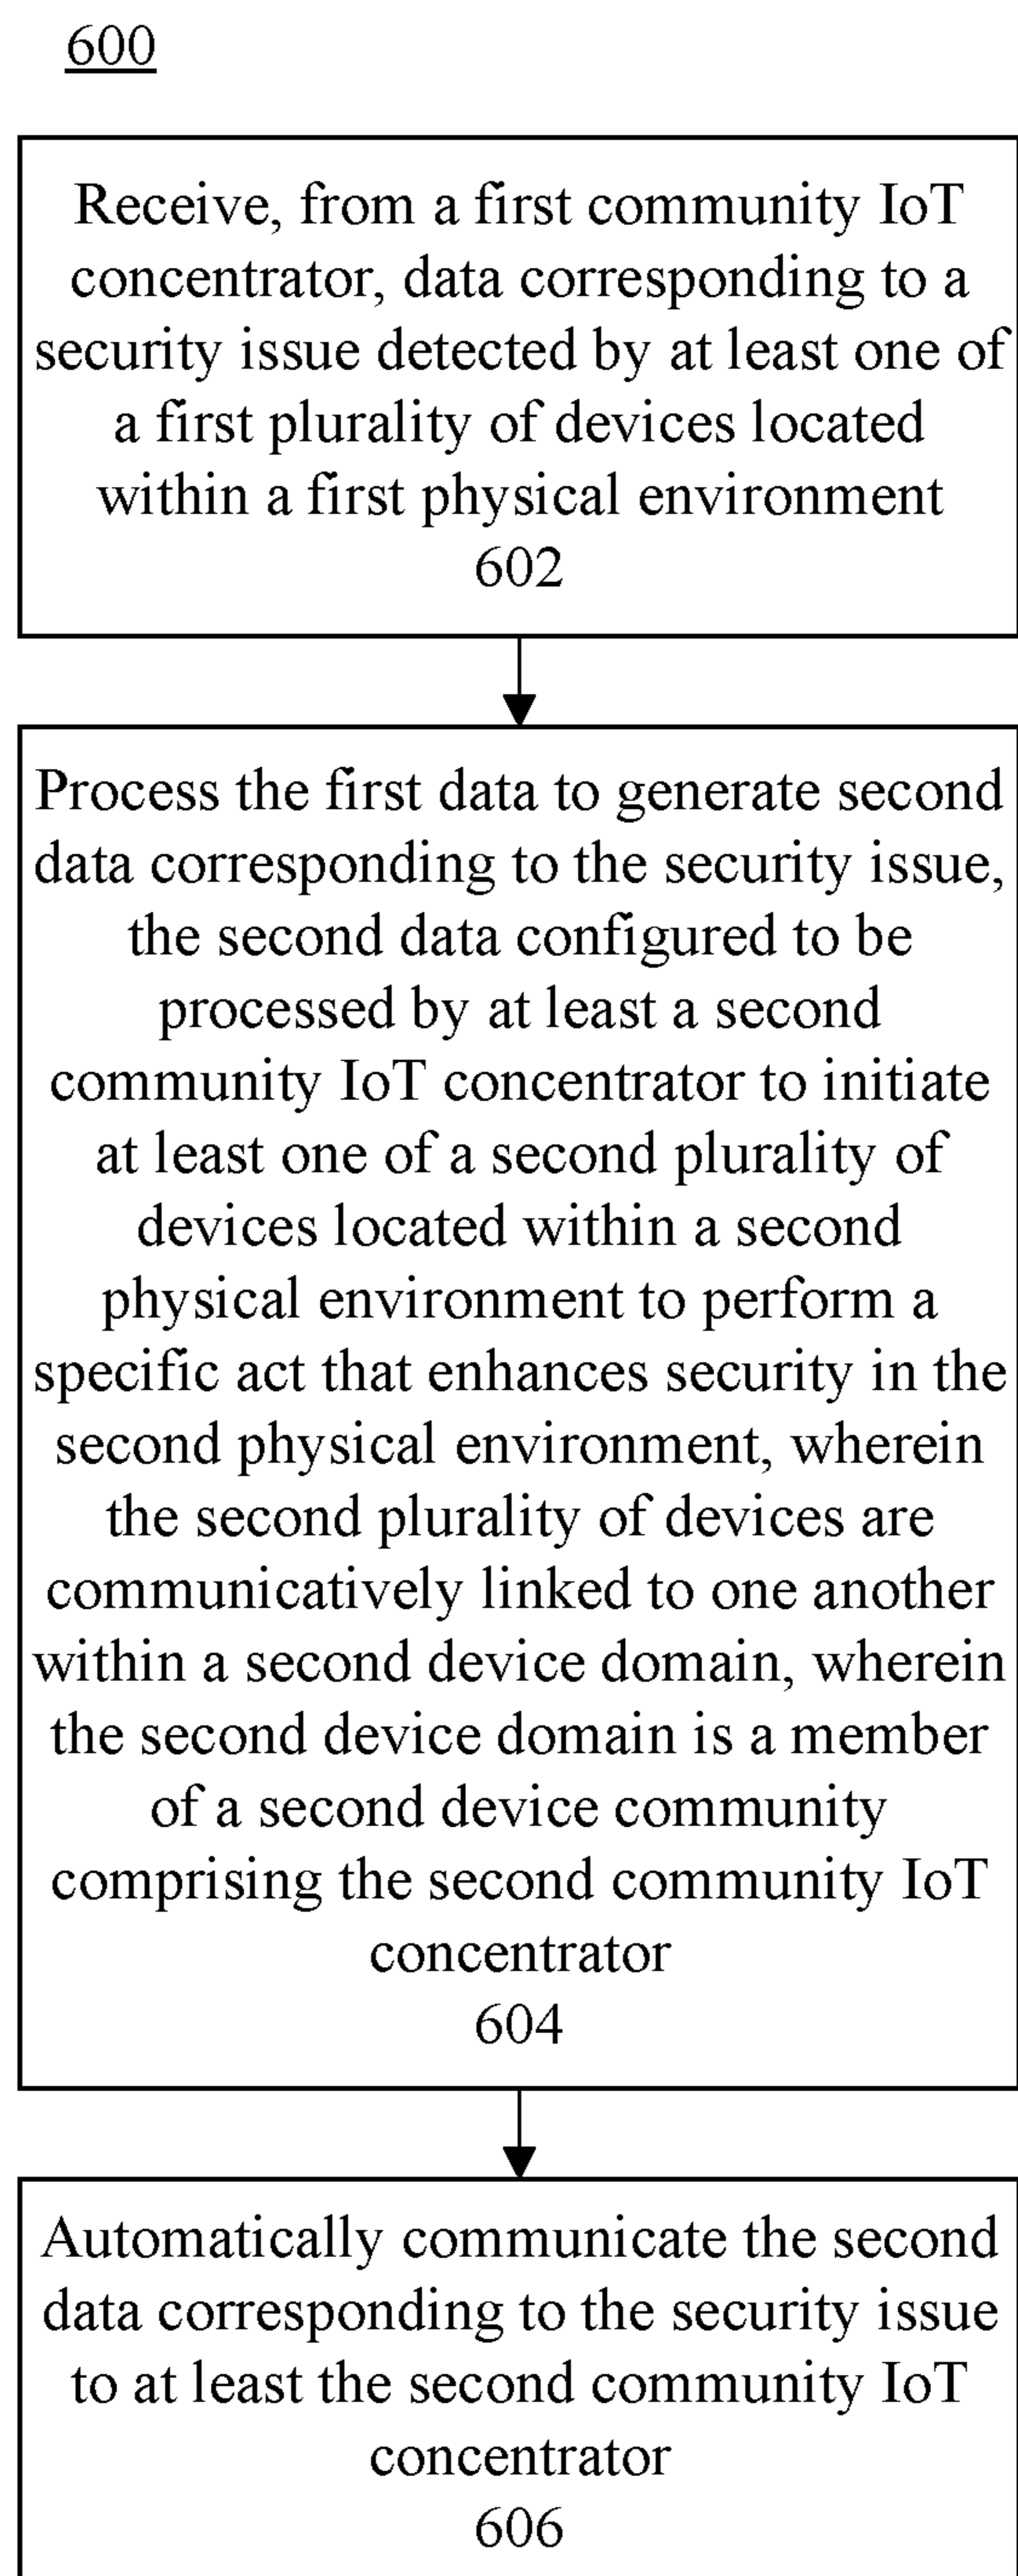 600
Receive, from a first community IoT
concentrator, data corresponding to a
security issue detected by at least one of
a first plurality of devices located
within a first physical environment
602
Process the first data to generate second
data corresponding to the security issue,
the second data configured to be
processed by at least a second
community IoT concentrator to initiate
at least one of a second plurality of
devices located within a second
physical environment to perform a
specific act that enhances security in the
second physical environment, wherein
the second plurality of devices are
communicatively linked to one another
within a second device domain, wherein
the second device domain is a member
of a second device community
comprising the second community IoT
concentrator
604
Automatically communicate the second
data corresponding to the security issue
to at least the second community IoT
concentrator
606